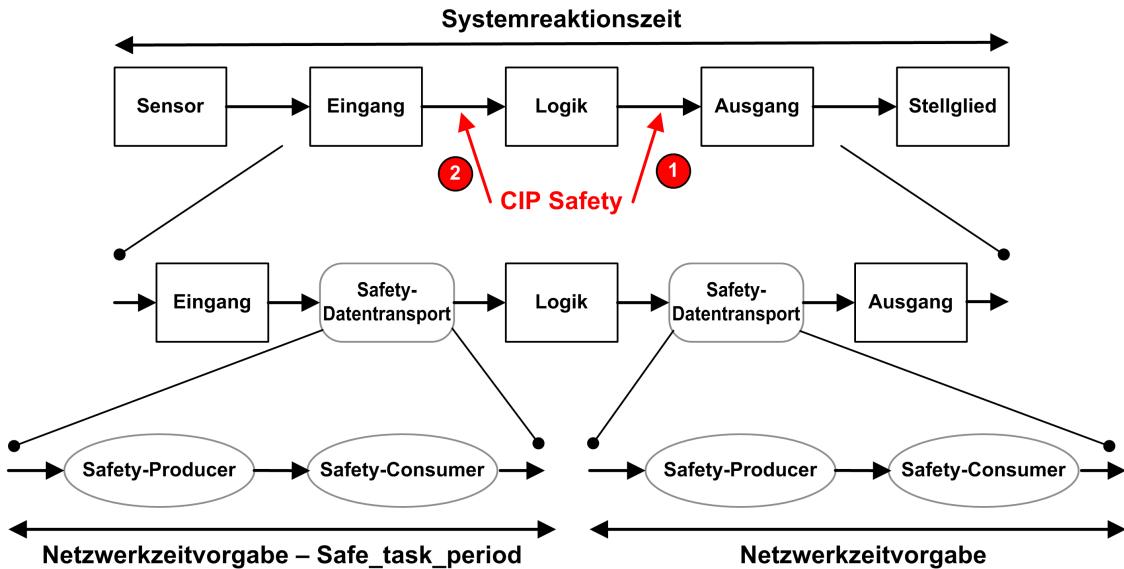 Systemreaktionszeit
Sensor
Eingang
Logik
Ausgang
Stellglied
2
1
CIP Safety
Eingang
Safety-
Datentransport
Logik
Safety-
Datentransport
Ausgang
Safety-Producer
Safety-Consumer
Safety-Producer
Safety-Consumer
Netzwerkzeitvorgabe – Safe_task_period
Netzwerkzeitvorgabe